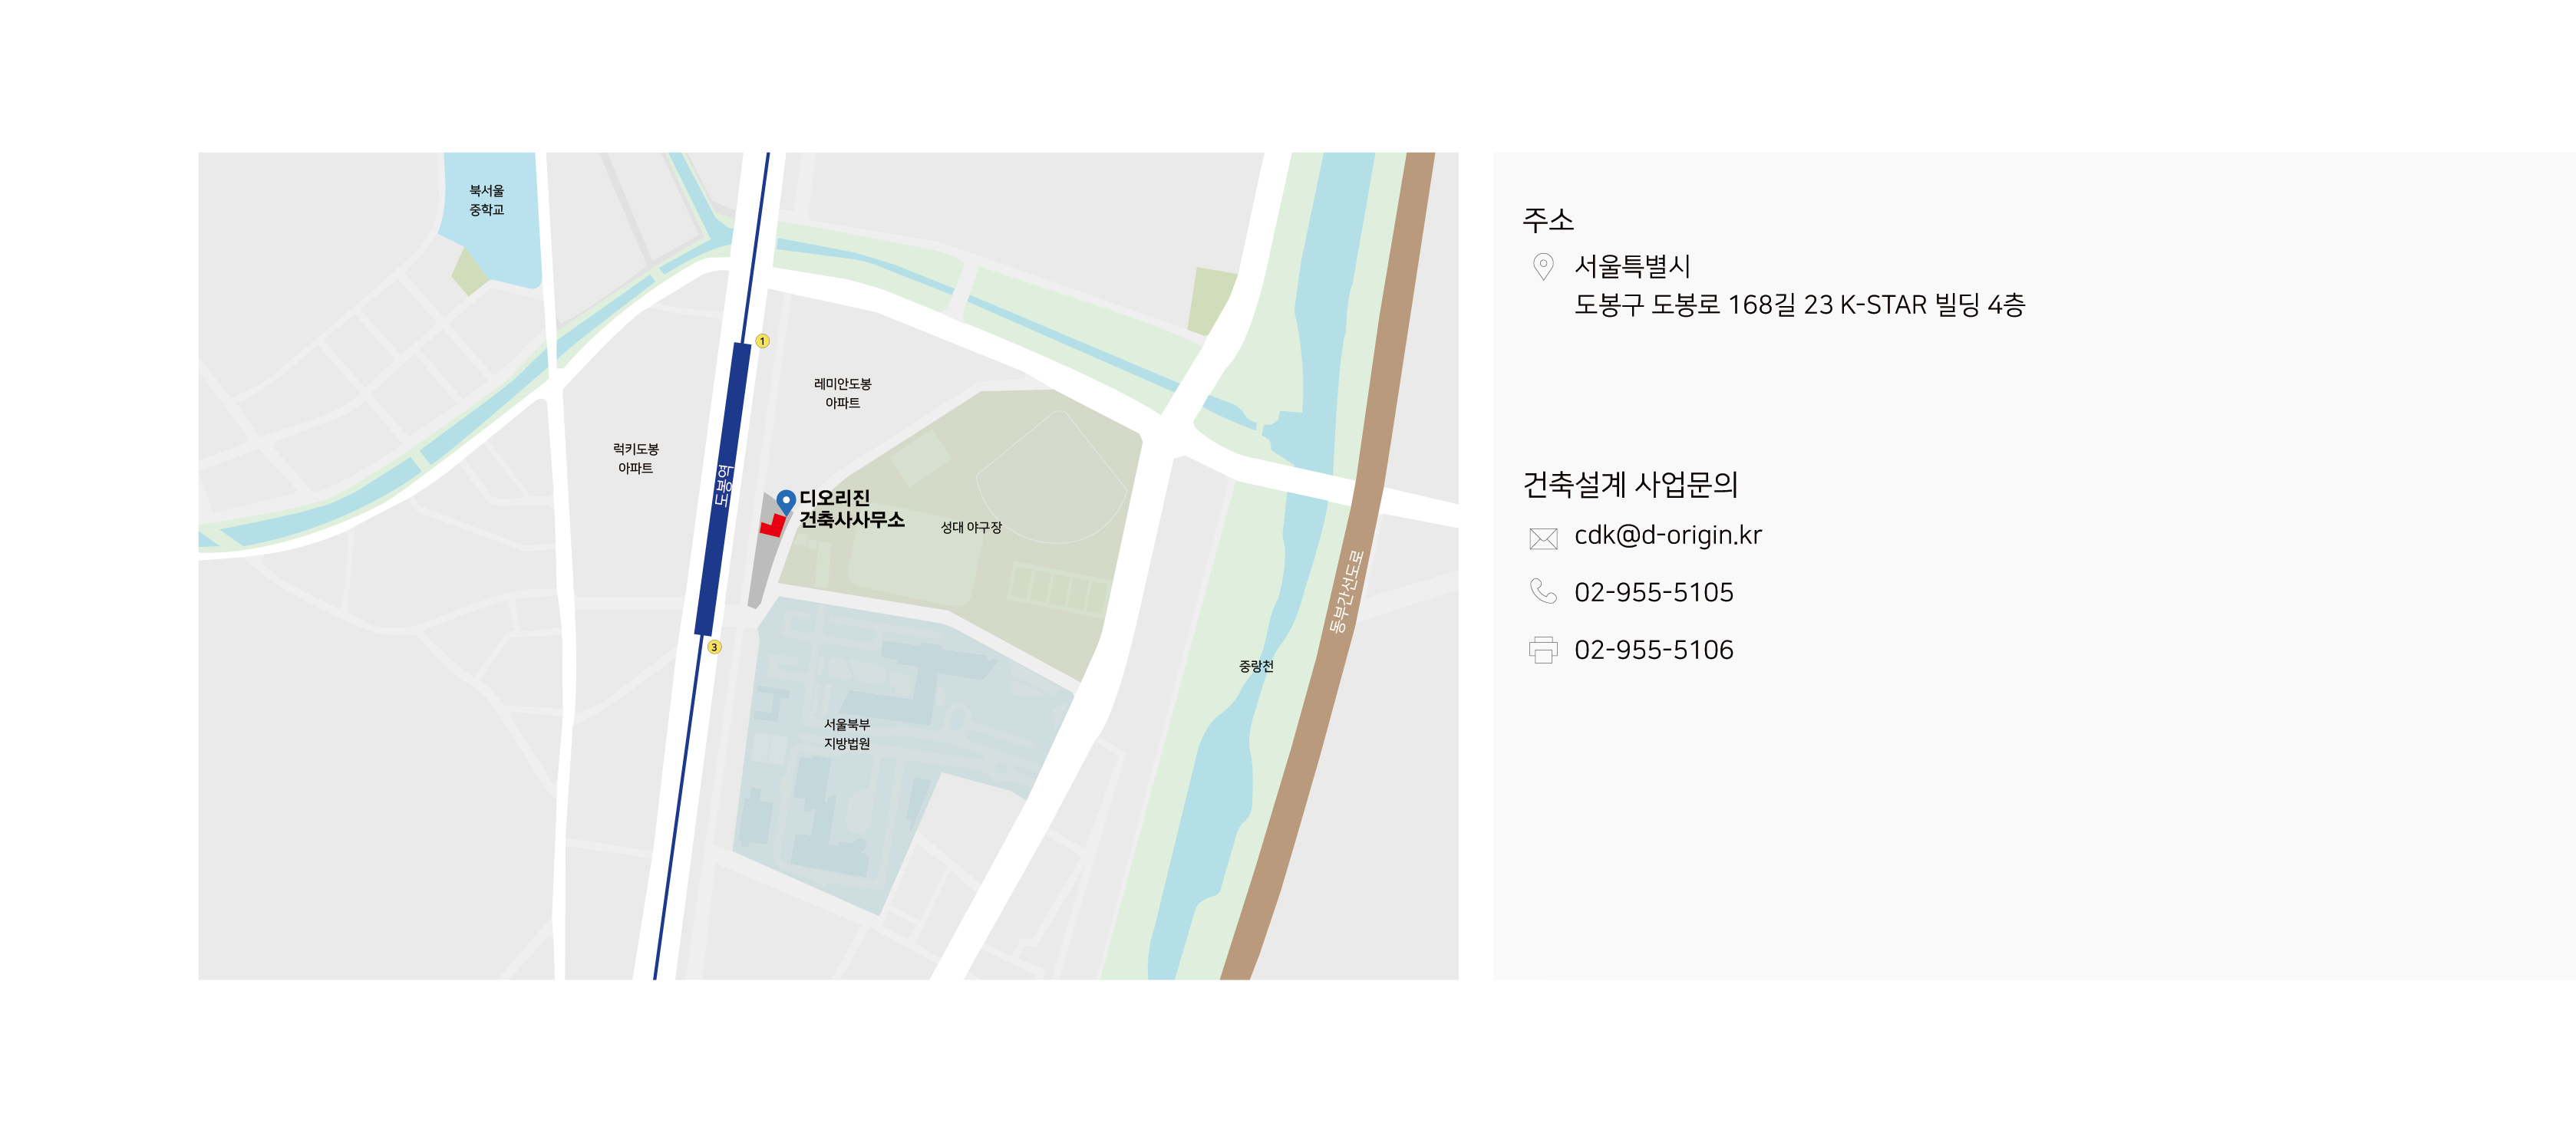 북서울
중학교
1
레미안도봉
아파트
럭키도봉
아파트
도봉역
디오리진
건축사사무소
성대 야구장
동부간선도로
3
중랑천
서울북부
지방법원
주소
서울특별시
도봉구 도봉로 168길 23 K-STAR 빌딩 4층
건축설계 사업문의
cdk@d-origin.kr
02-955-5105
02-955-5106